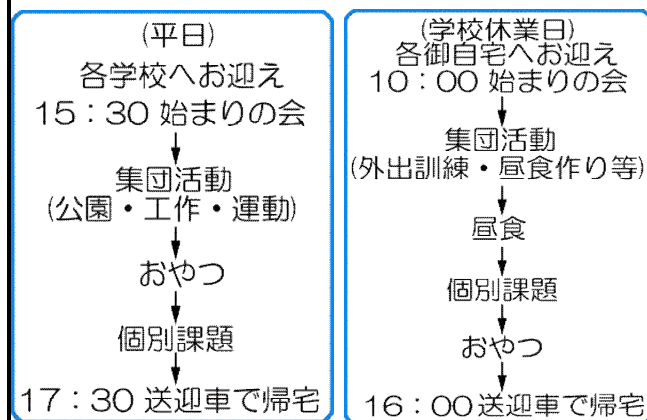 (平日)
各学校へお迎え
15：30 始まりの会
集団活動
(公園・工作・運動)
おやつ
個別課題
17：30 送迎車で帰宅
(学校休業日)
各御自宅へお迎え
10：00 始まりの会
集団活動
(外出訓練・昼食作り等)
昼食
個別課題
おやつ
16：00送迎車で帰宅